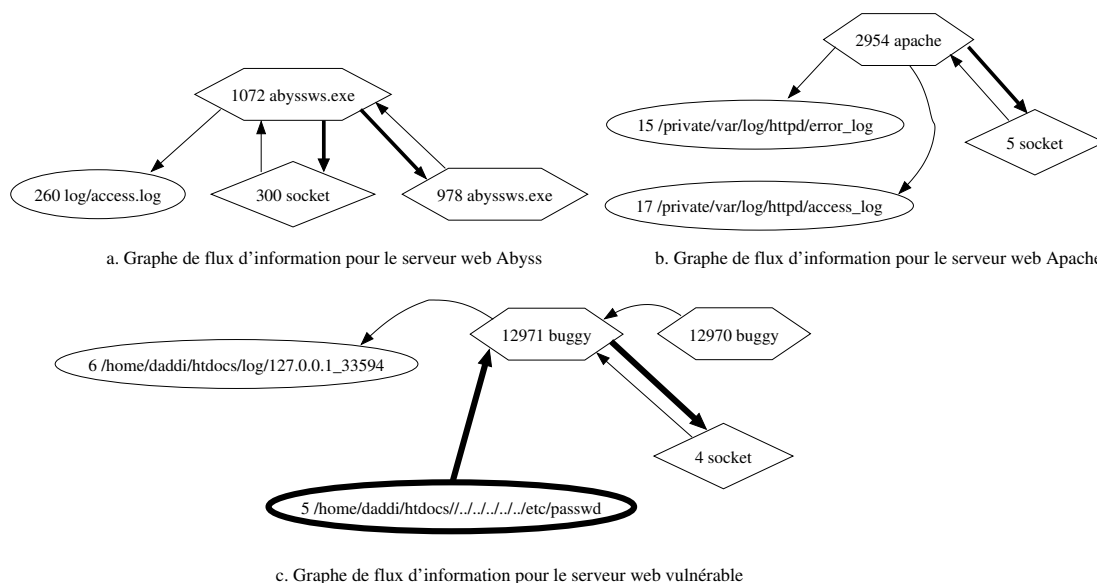 2954 apache
1072 abyssws.exe
15 /private/var/log/httpd/error_log
5 socket
260 log/access.log
300 socket
978 abyssws.exe
17 /private/var/log/httpd/access_log
a. Graphe de flux d’information pour le serveur web Abyss
b. Graphe de flux d’information pour le serveur web Apache
12971 buggy
12970 buggy
6 /home/daddi/htdocs/log/127.0.0.1_33594
4 socket
5 /home/daddi/htdocs//../../../../../etc/passwd
c. Graphe de flux d’information pour le serveur web vulnérable